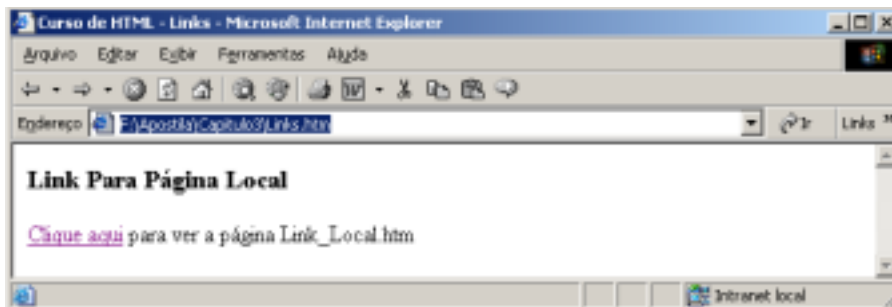 Curso de HTML - Links - Microsoft Internet Explorer
Arquivo Editar Exibir Ferramentas Ajuda
Endereço F:\Apostila\Capitulo3\Links.htm Ir Links
Link Para Página Local
Clique aqui para ver a página Link_Local.htm
Intranet local